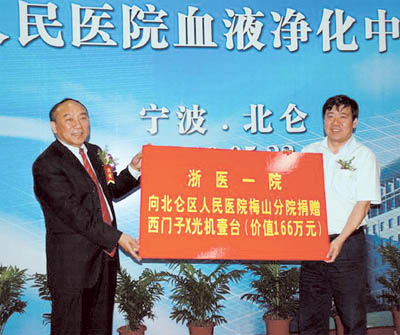 人民医院血液净化中
宁波．北仑
浙医一院
向北仑区人民医院梅山分院捐赠
西门子X光机壹台(价值166万元)